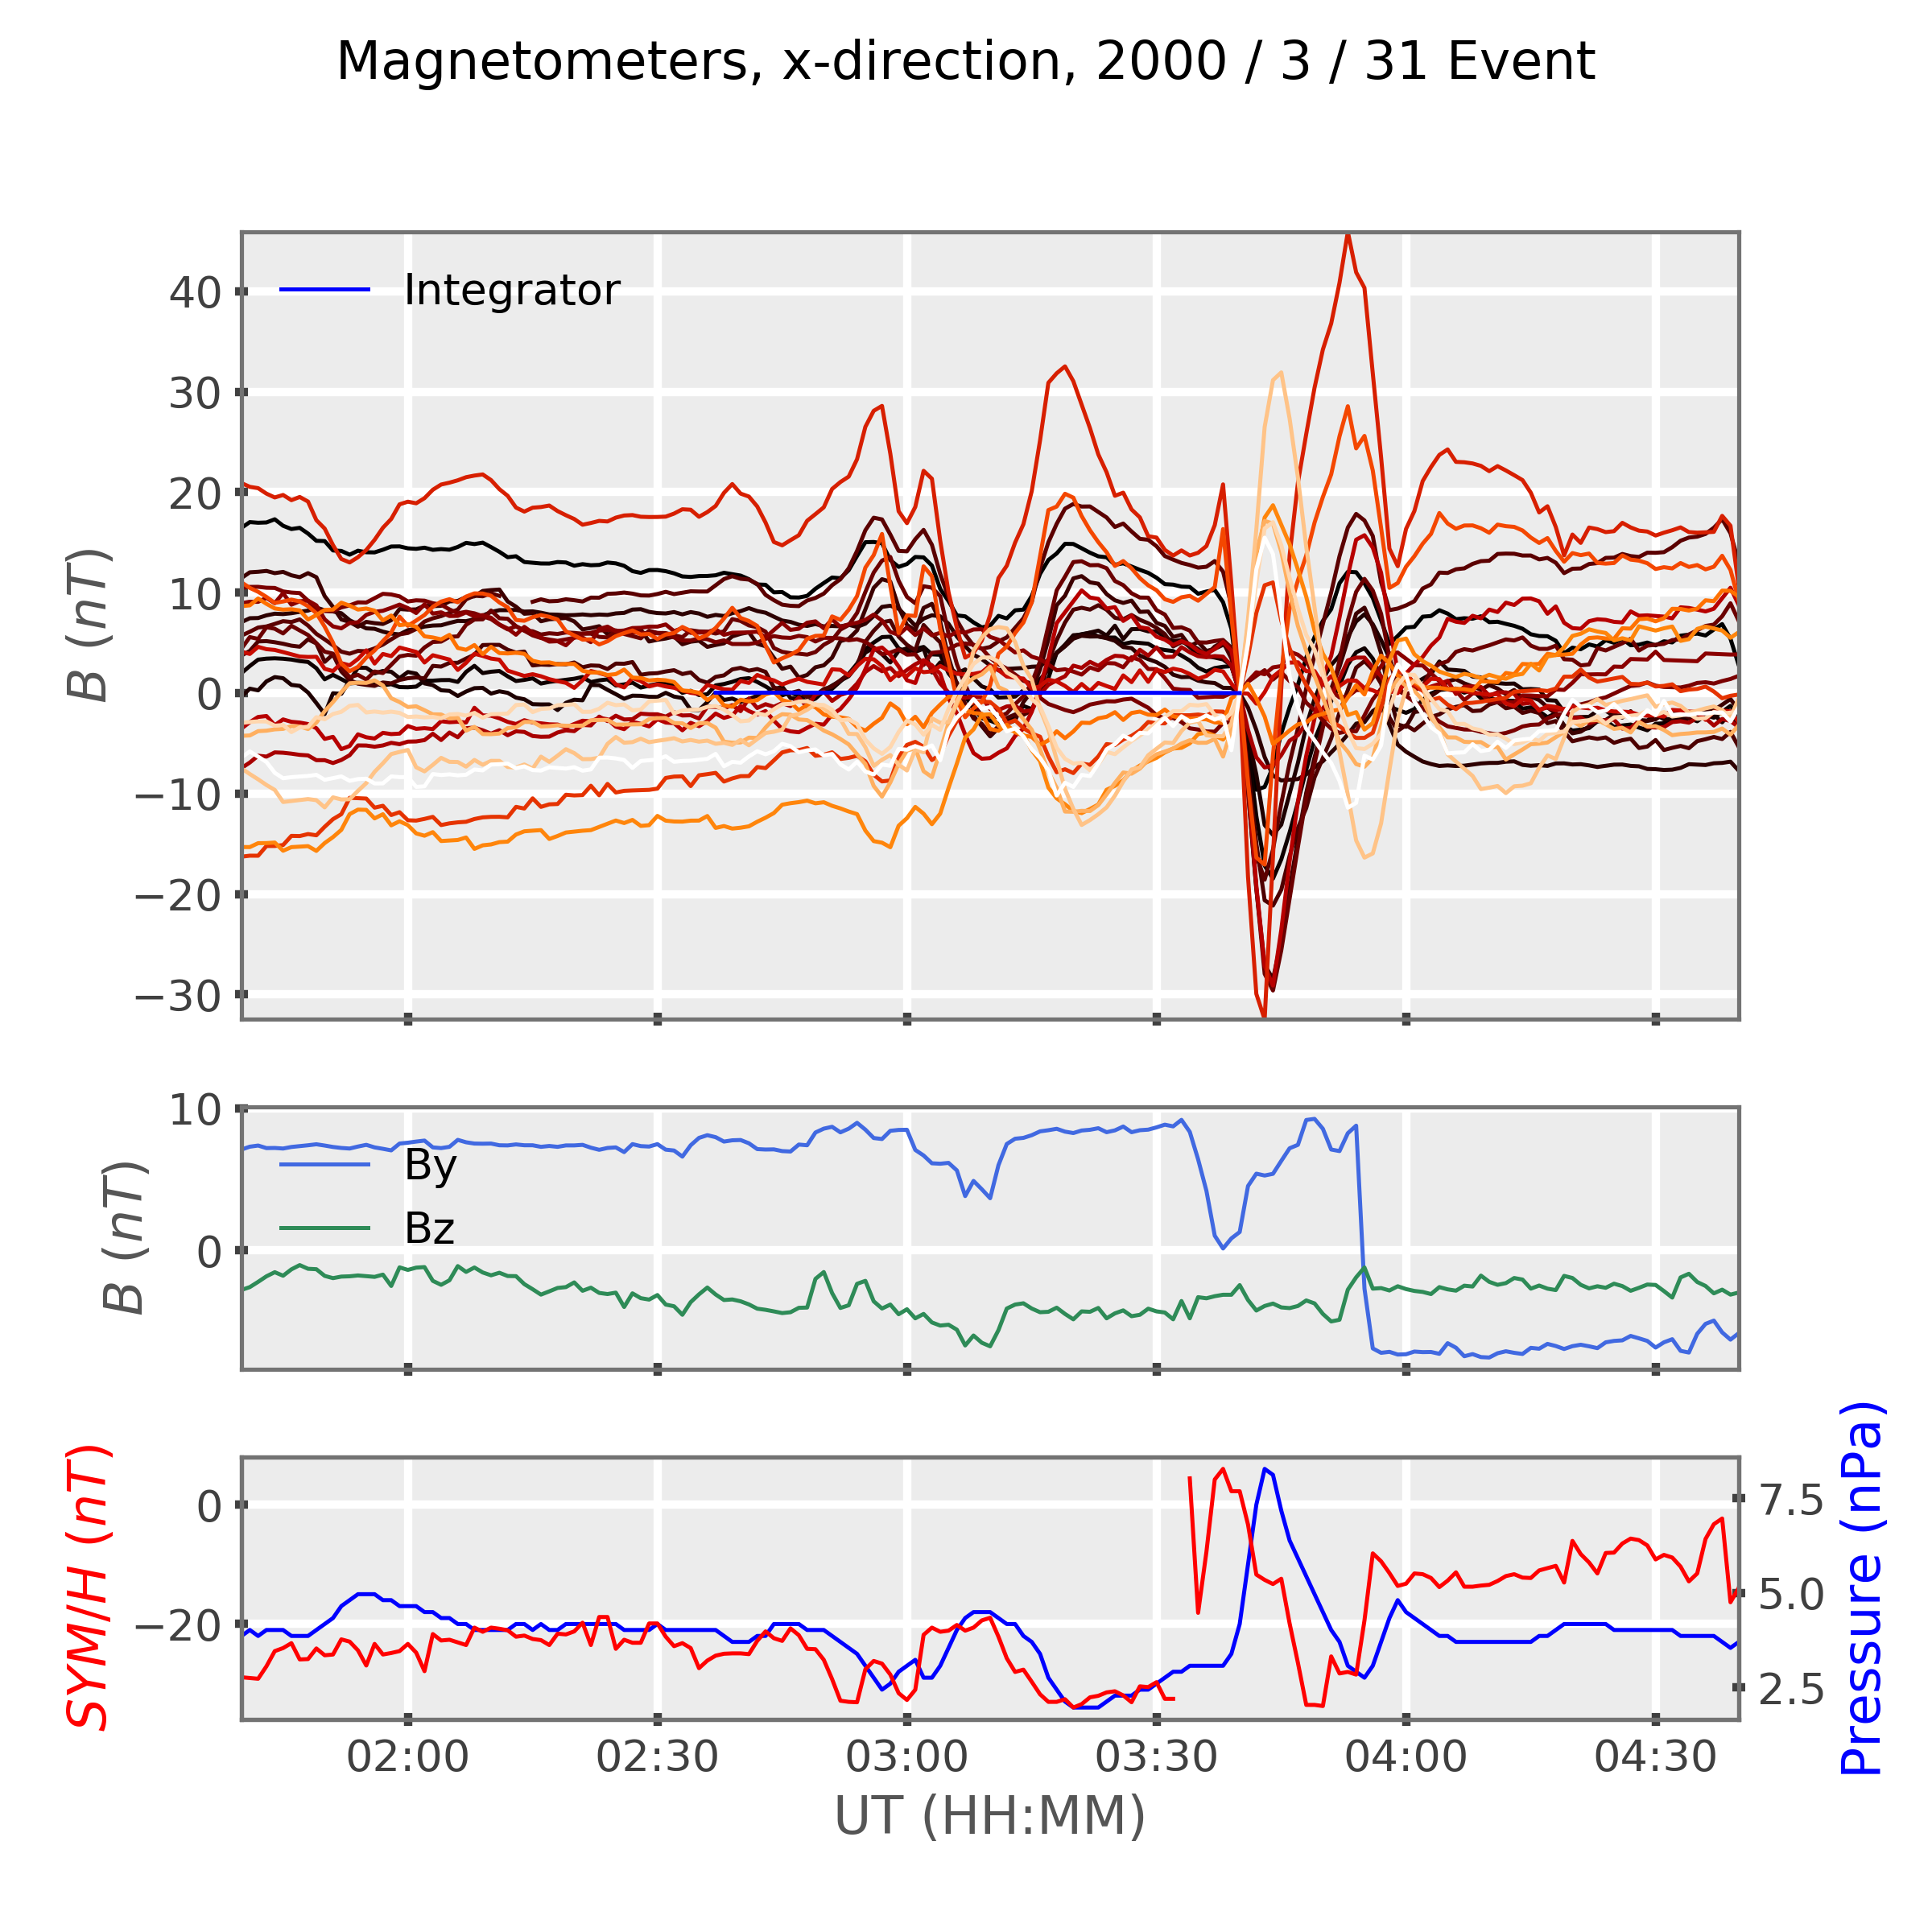 Magnetometers, x-direction, 2000 / 3 / 31 Event
B (nT)
40
30
20
10
0
−10
−20
−30
Integrator
B (nT)
10
0
By
Bz
SYM/H (nT)
0
−20
7.5
5.0
2.5
Pressure (nPa)
02:00 02:30 03:00 03:30 04:00 04:30
UT (HH:MM)